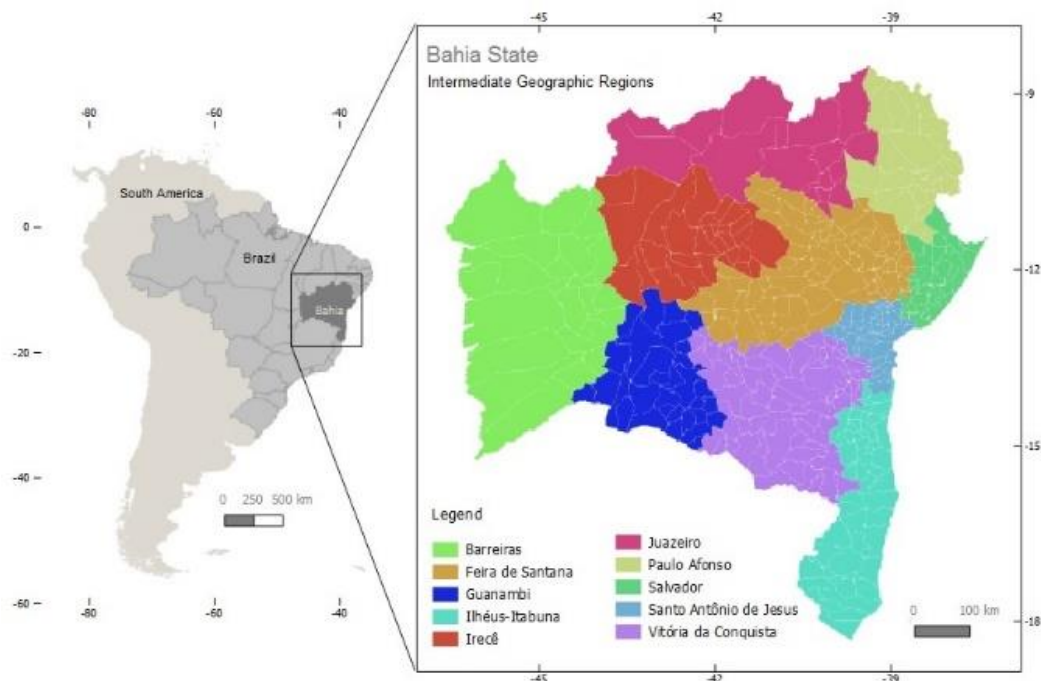 -80 -60 -40
South America
0
Brazil
Bahia
-20
-40
-60
0 250 500 km
-45 -42 -39
Bahia State
Intermediate Geographic Regions
-9
-12
-15
-18
Legend
Barreiras
Feira de Santana
Guanambi
Ilhéus-Itabuna
Irecê
Juazeiro
Paulo Afonso
Salvador
Santo Antônio de Jesus
Vitória da Conquista
0 100 km
-80 -60 -40
-45 -42 -39